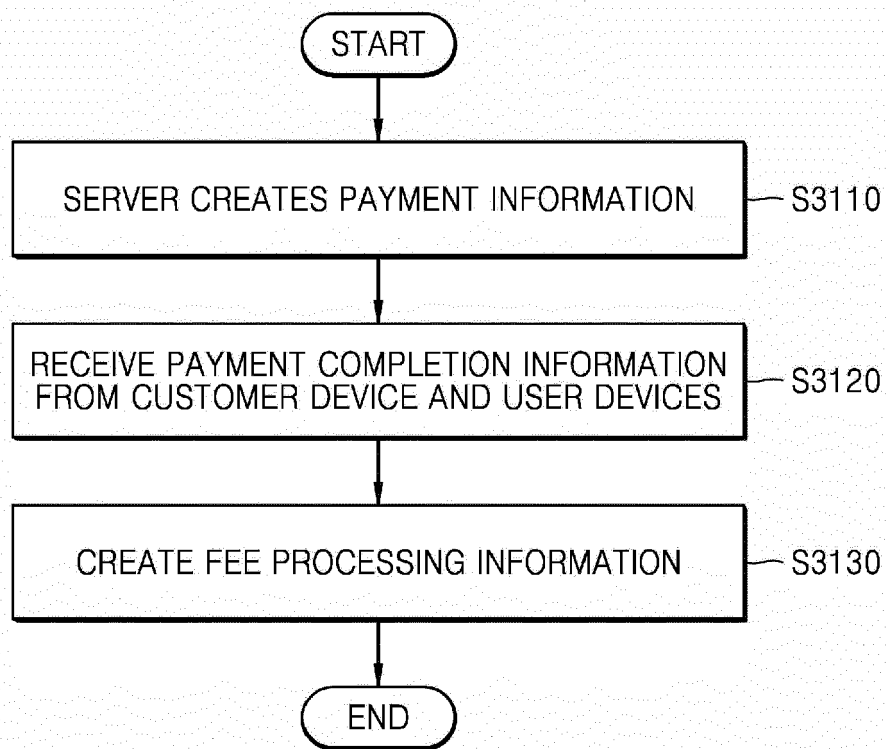 START
SERVER CREATES PAYMENT INFORMATION
S3110
RECEIVE PAYMENT COMPLETION INFORMATION
FROM CUSTOMER DEVICE AND USER DEVICES
S3120
CREATE FEE PROCESSING INFORMATION
S3130
END